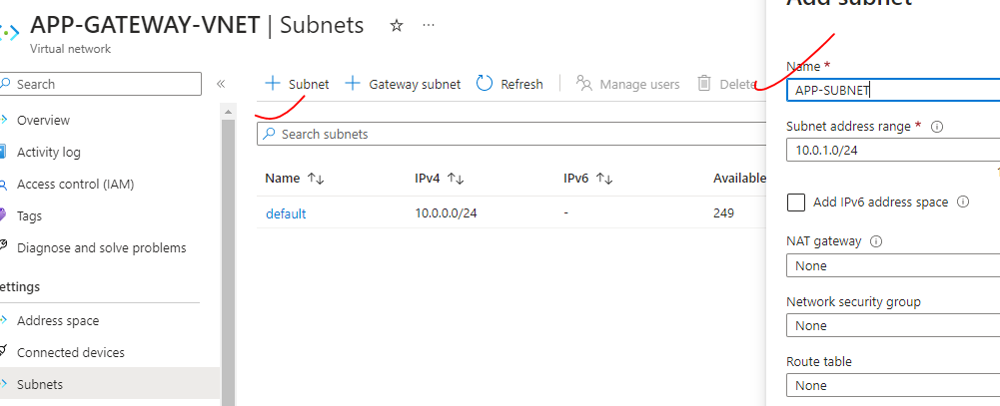 APP-GATEWAY-VNET | Subnets ☆ ···
Virtual network
Search «
Overview
Activity log
Access control (IAM)
Tags
Diagnose and solve problems
ettings
Address space
Connected devices
Subnets
+ Subnet + Gateway subnet Refresh Manage users Delete
Search subnets
Name ↑↓ IPv4 ↑↓ IPv6 ↑↓ Available
default 10.0.0.0/24 - 249
Add subnet
Name *
APP-SUBNET
Subnet address range *
10.0.1.0/24
Add IPv6 address space
NAT gateway
None
Network security group
None
Route table
None